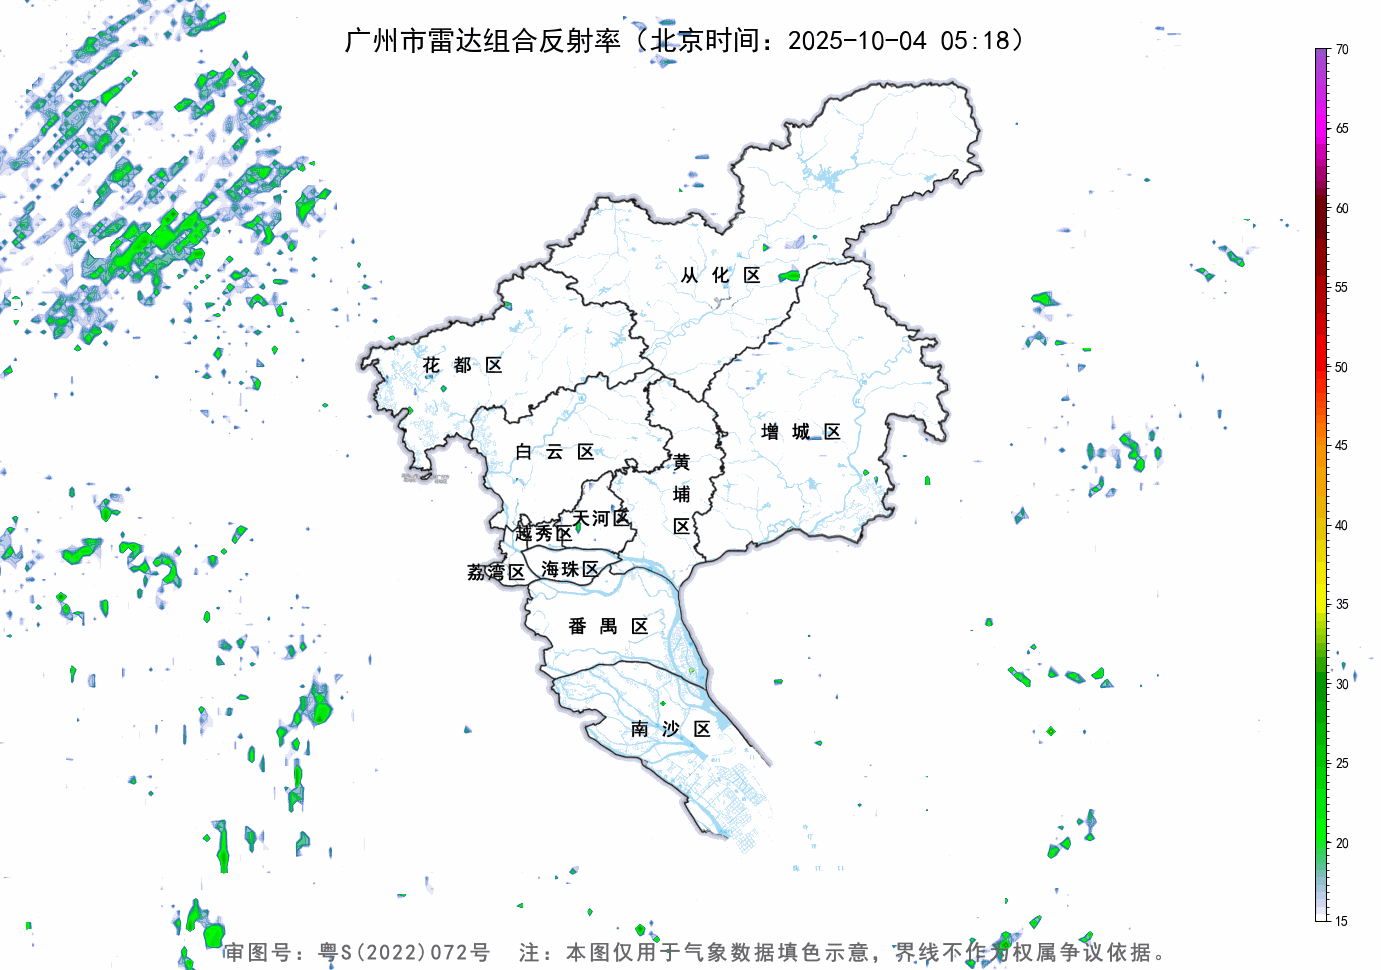 广州市雷达组合反射率（北京时间：2025-10-04 05:18）
70
65
60
55
50
45
40
35
30
25
20
15
从化区
花都区
增城区
白云区
黄埔区
天河区
越秀区
荔湾区
海珠区
番禺区
南沙区
审图号：粤S(2022)072号 注：本图仅用于气象数据填色示意，界线不作为权属争议依据。